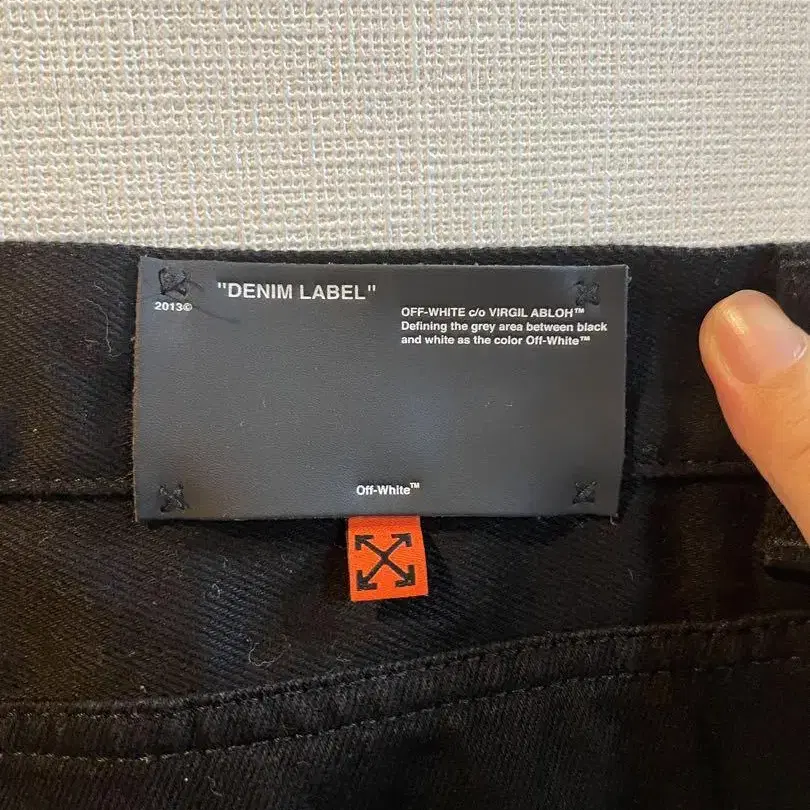 "DENIM LABEL"
2013©
OFF-WHITE c/o VIRGIL ABLOH™
Defining the grey area between black
and white as the color Off-White™
Off-White™